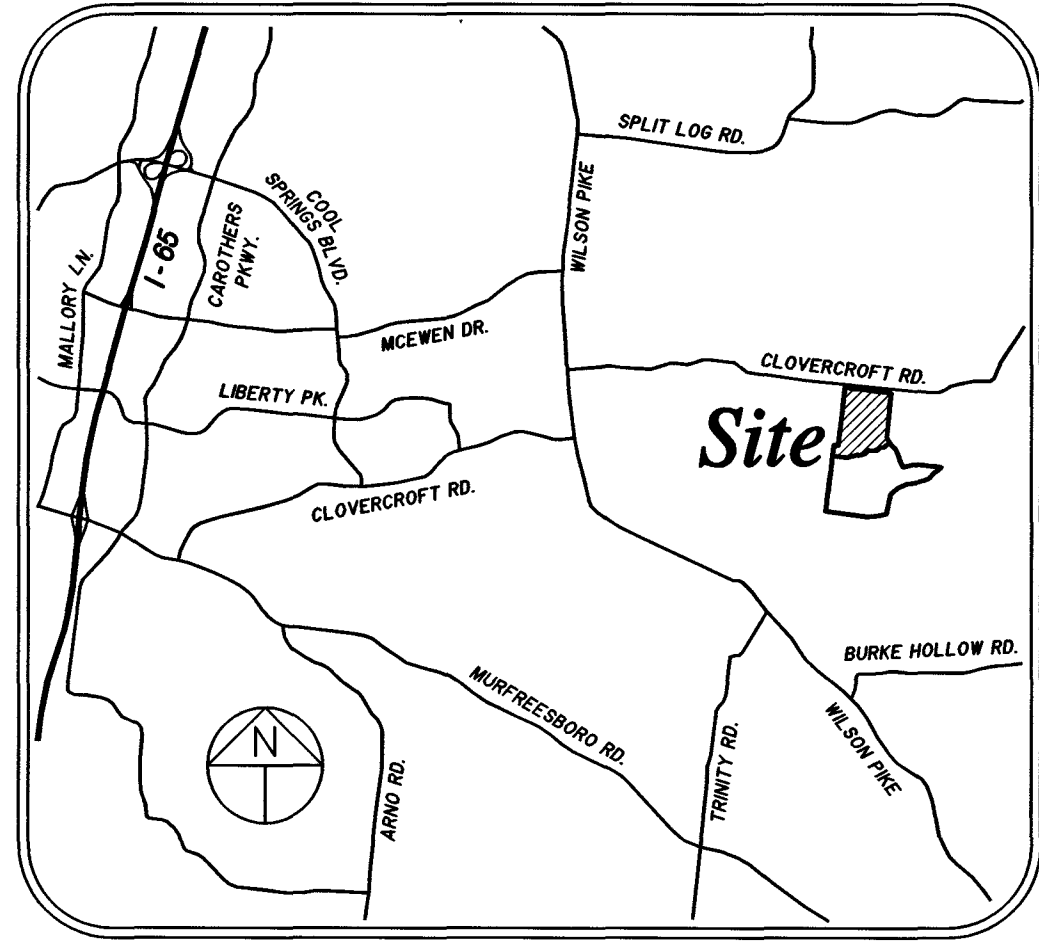 SPLIT LOG RD.
COOL
SPRINGS BLVD.
WILSON PIKE
I-65
CAROTHERS
PKWY.
MALLORY LN.
MCEWEN DR.
CLOVERCROFT RD.
LIBERTY PK.
Site
CLOVERCROFT RD.
BURKE HOLLOW RD.
MURFREESBORO RD.
WILSON PIKE
TRINITY RD.
N
ARNO RD.